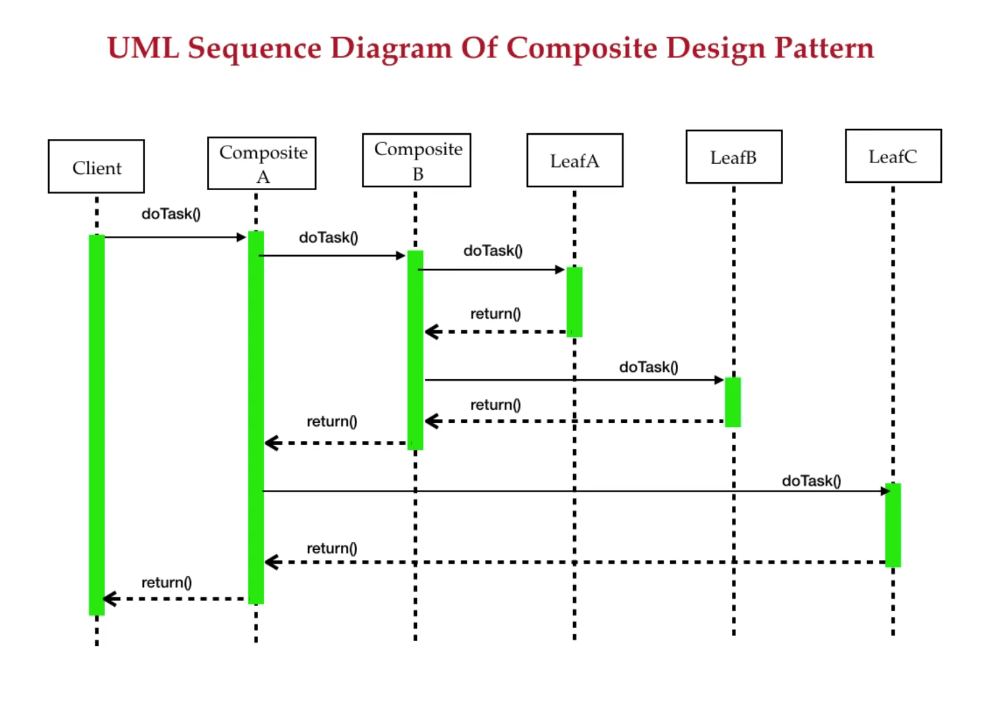 UML Sequence Diagram Of Composite Design Pattern
Client
Composite
A
Composite
B
LeafA
LeafB
LeafC
doTask()
doTask()
doTask()
return()
doTask()
return()
return()
doTask()
return()
return()